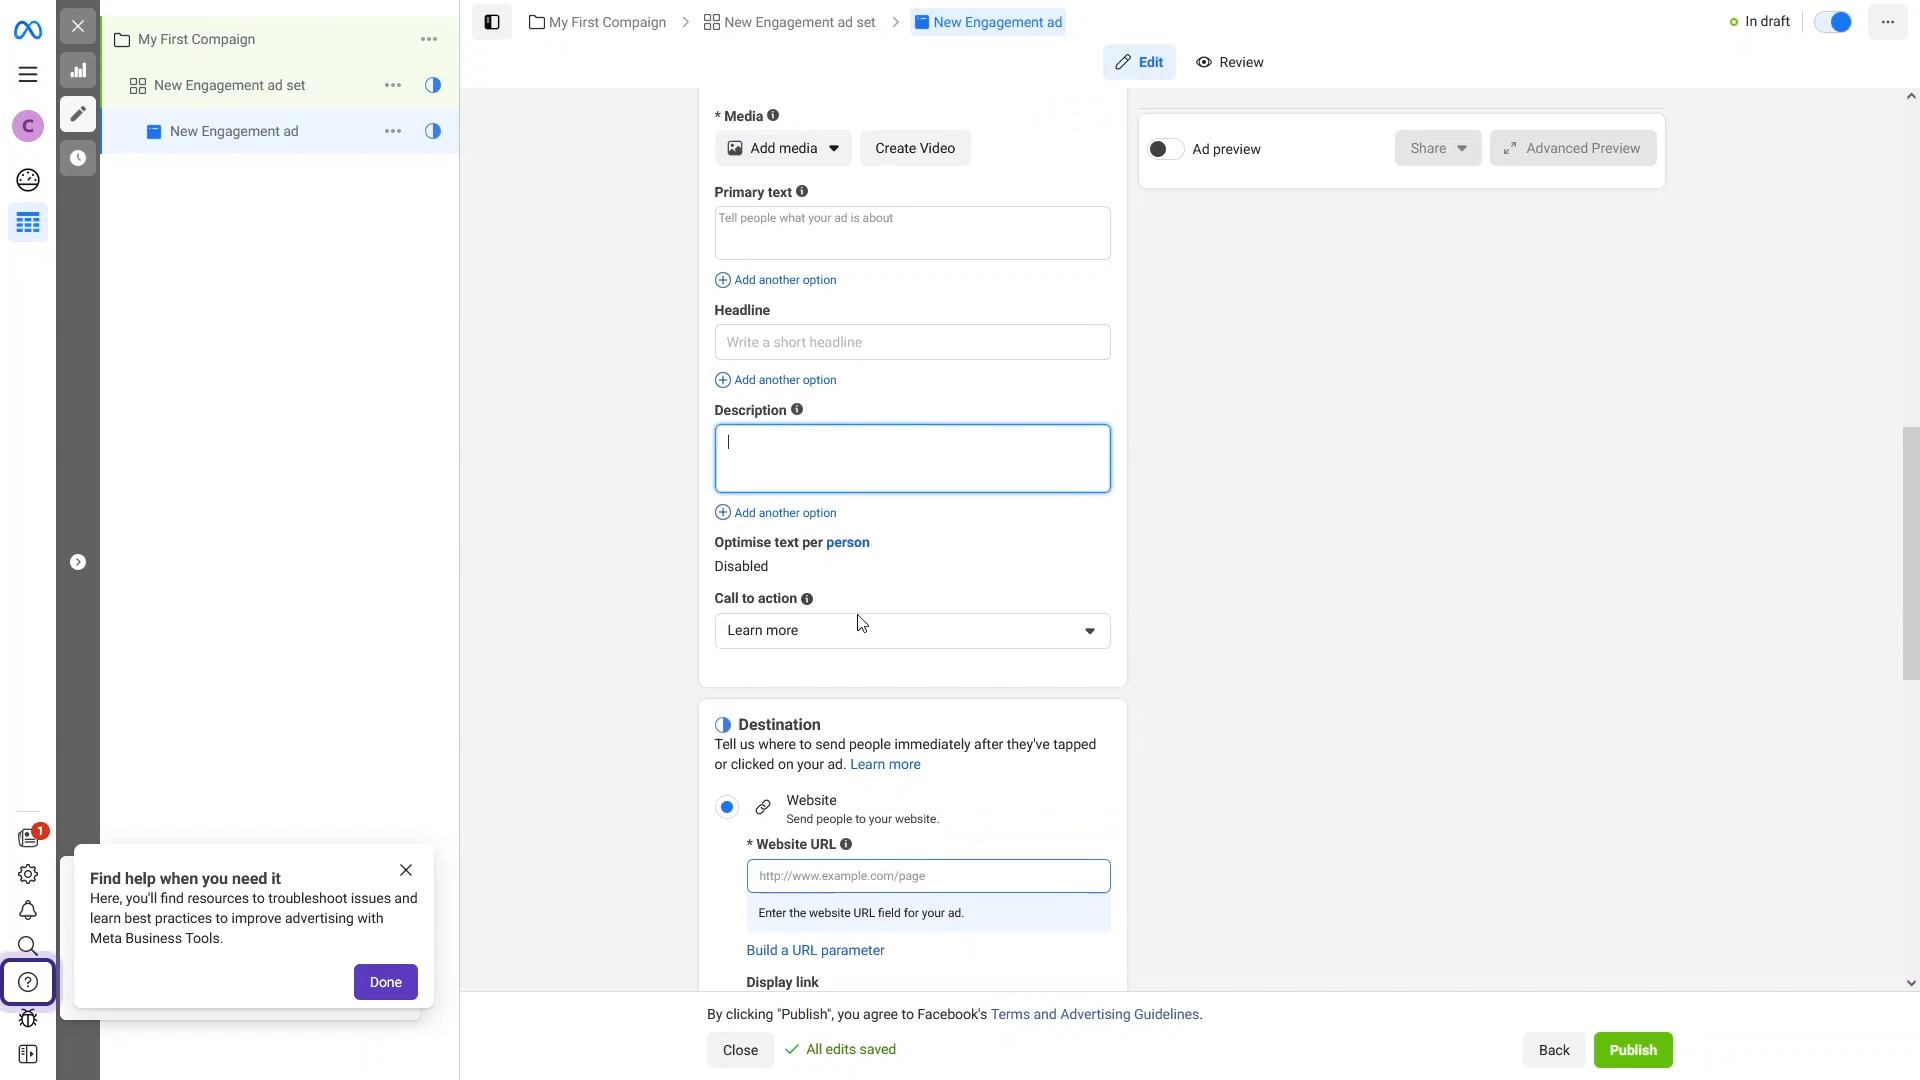 My First Compaign
New Engagement ad set
New Engagement ad
In draft
My First Compaign
New Engagement ad set
New Engagement ad
C
Edit
Review
* Media
Add media
Create Video
Primary text
Tell people what your ad is about
Add another option
Headline
Write a short headline
Add another option
Description
Add another option
Optimise text per person
Disabled
Call to action
Learn more
Ad preview
Share
Advanced Preview
Destination
Tell us where to send people immediately after they've tapped
or clicked on your ad. Learn more
Website
Send people to your website.
* Website URL
http://www.example.com/page
Enter the website URL field for your ad.
Build a URL parameter
Display link
1
Find help when you need it
Here, you'll find resources to troubleshoot issues and
learn best practices to improve advertising with
Meta Business Tools.
Done
By clicking "Publish", you agree to Facebook's Terms and Advertising Guidelines.
Close
All edits saved
Back
Publish